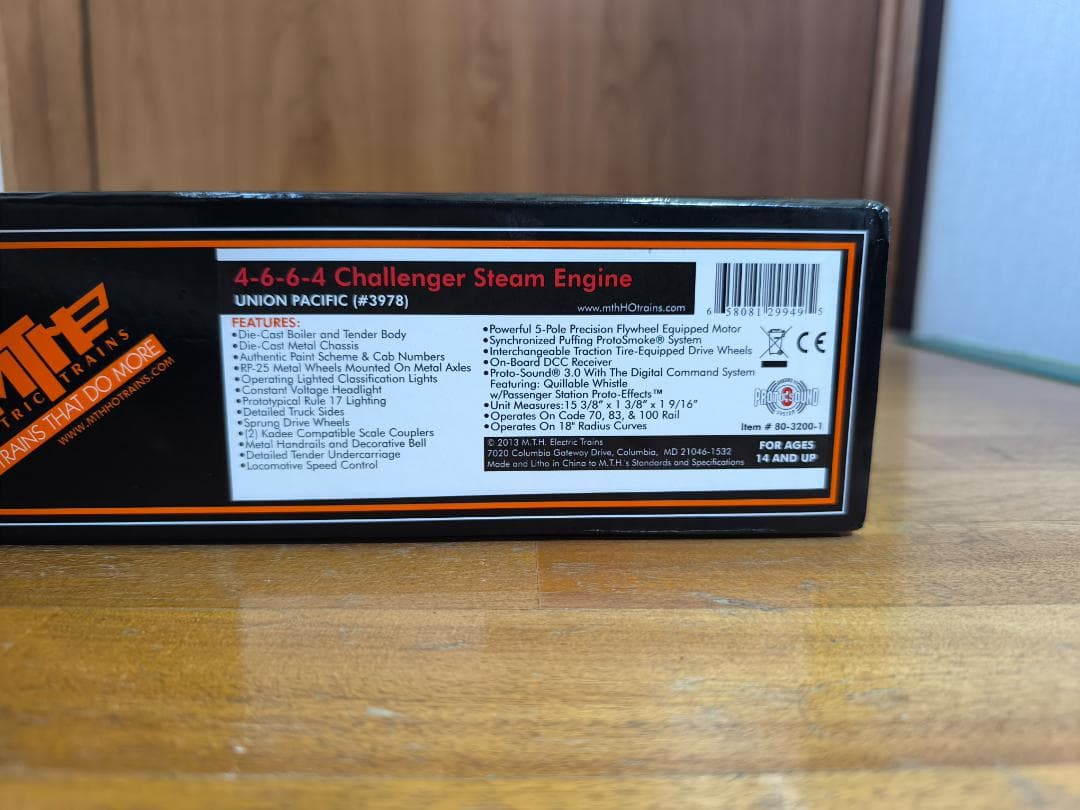 MTH
ELECTRIC TRAINS
TRAINS THAT DO MORE
www.MTHHOTRAINS.COM
4-6-6-4 Challenger Steam Engine
UNION PACIFIC (#3978)
www.mthHOtrains.com
6 58081 29949 5
FEATURES:
•Die-Cast Boiler and Tender Body
•Die-Cast Metal Chassis
•Authentic Paint Scheme & Cab Numbers
•RP-25 Metal Wheels Mounted On Metal Axles
•Operating Lighted Classification Lights
•Constant Voltage Headlight
•Prototypical Rule 17 Lighting
•Detailed Truck Sides
•Sprung Drive Wheels
•(2) Kadee Compatible Scale Couplers
•Metal Handrails and Decorative Bell
•Detailed Tender Undercarriage
•Locomotive Speed Control
•Powerful 5-Pole Precision Flywheel Equipped Motor
•Synchronized Puffing ProtoSmoke® System
•Interchangeable Traction Tire-Equipped Drive Wheels
•On-Board DCC Receiver
•Proto-Sound® 3.0 With The Digital Command System
Featuring: Quillable Whistle
w/Passenger Station Proto-Effects™
•Unit Measures:15 3/8” x 1 3/8” x 1 9/16”
•Operates On Code 70, 83, & 100 Rail
•Operates On 18" Radius Curves
CE
PROTO-SOUND
3
SYSTEM
Item # 80-3200-1
© 2013 M.T.H. Electric Trains
7020 Columbia Gateway Drive, Columbia, MD 21046-1532
Made and Litho in China to M.T.H.'s Standards and Specifications
FOR AGES
14 AND UP